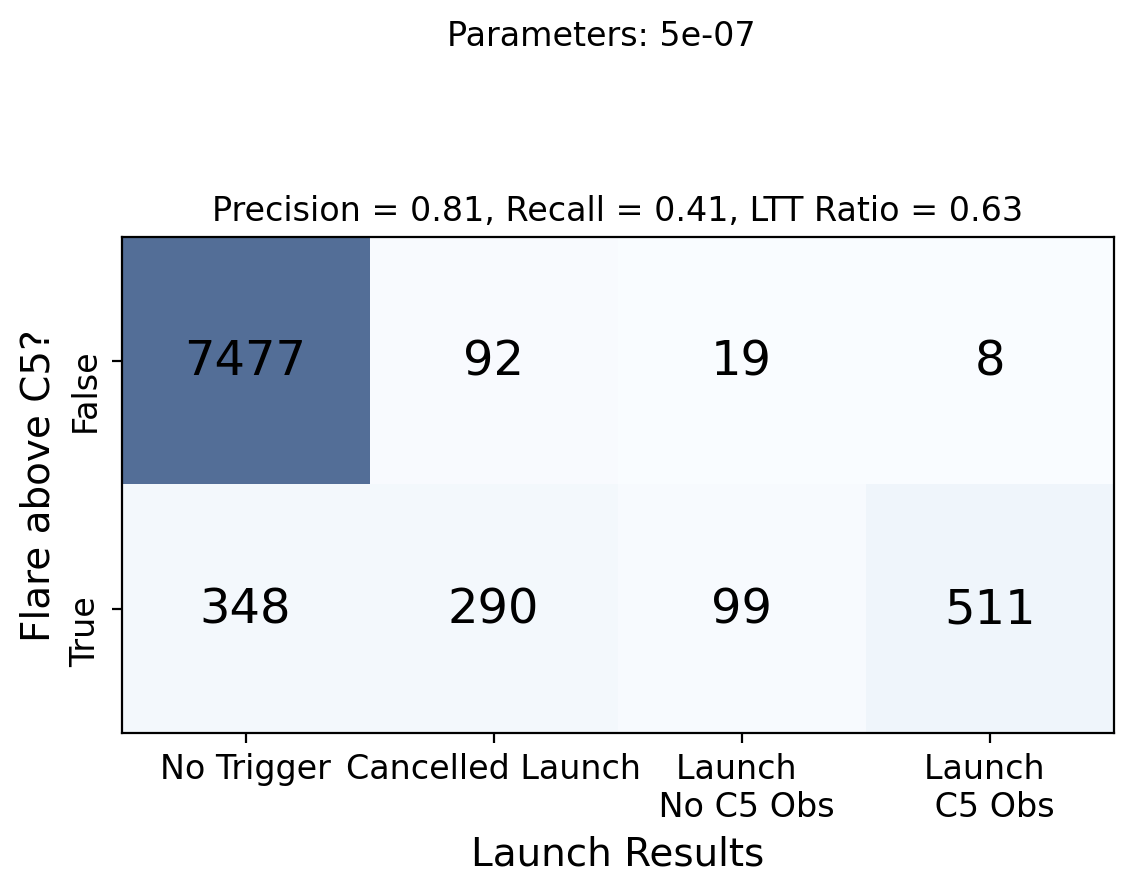 Parameters: 5e-07
Precision = 0.81, Recall = 0.41, LTT Ratio = 0.63
Flare above C5?
False
7477 92 19 8
True
348 290 99 511
No Trigger Cancelled Launch Launch Launch
No C5 Obs C5 Obs
Launch Results